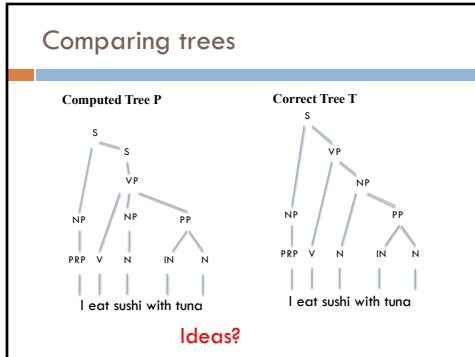 Comparing trees
Computed Tree P
Correct Tree T
S
S
VP
NP
NP
PP
PRP
V
N
IN
N
I eat sushi with tuna
S
VP
NP
NP
PP
PRP
V
N
IN
N
I eat sushi with tuna
Ideas?